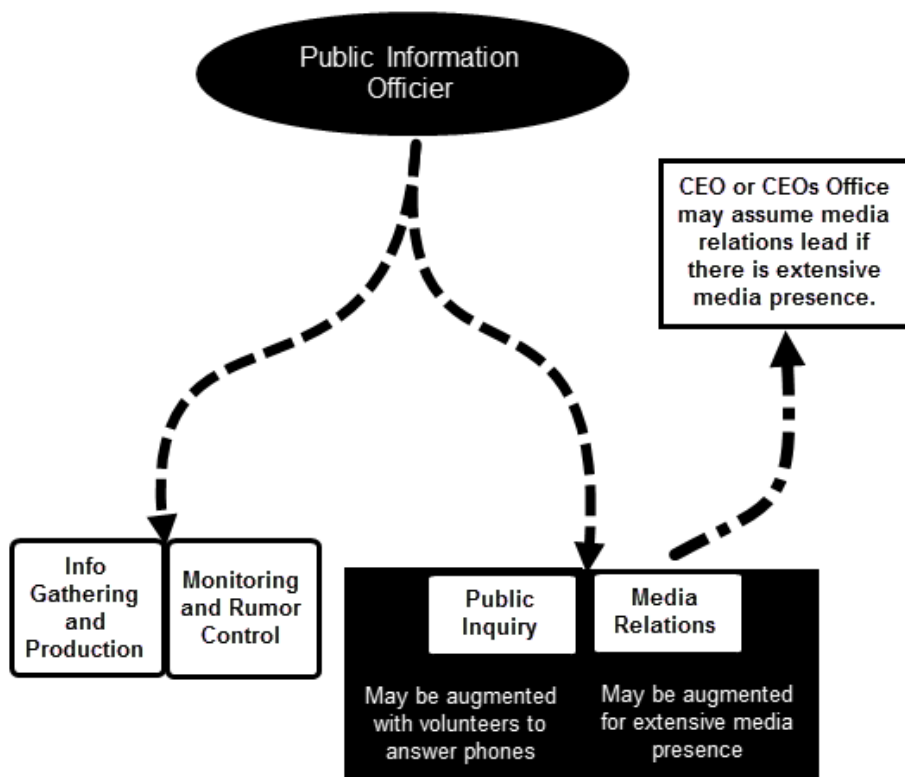 Public Information
Officier
CEO or CEOs Office
may assume media
relations lead if
there is extensive
media presence.
Info
Gathering
and
Production
Monitoring
and Rumor
Control
Public
Inquiry
Media
Relations
May be augmented
with volunteers to
answer phones
May be augmented
for extensive media
presence